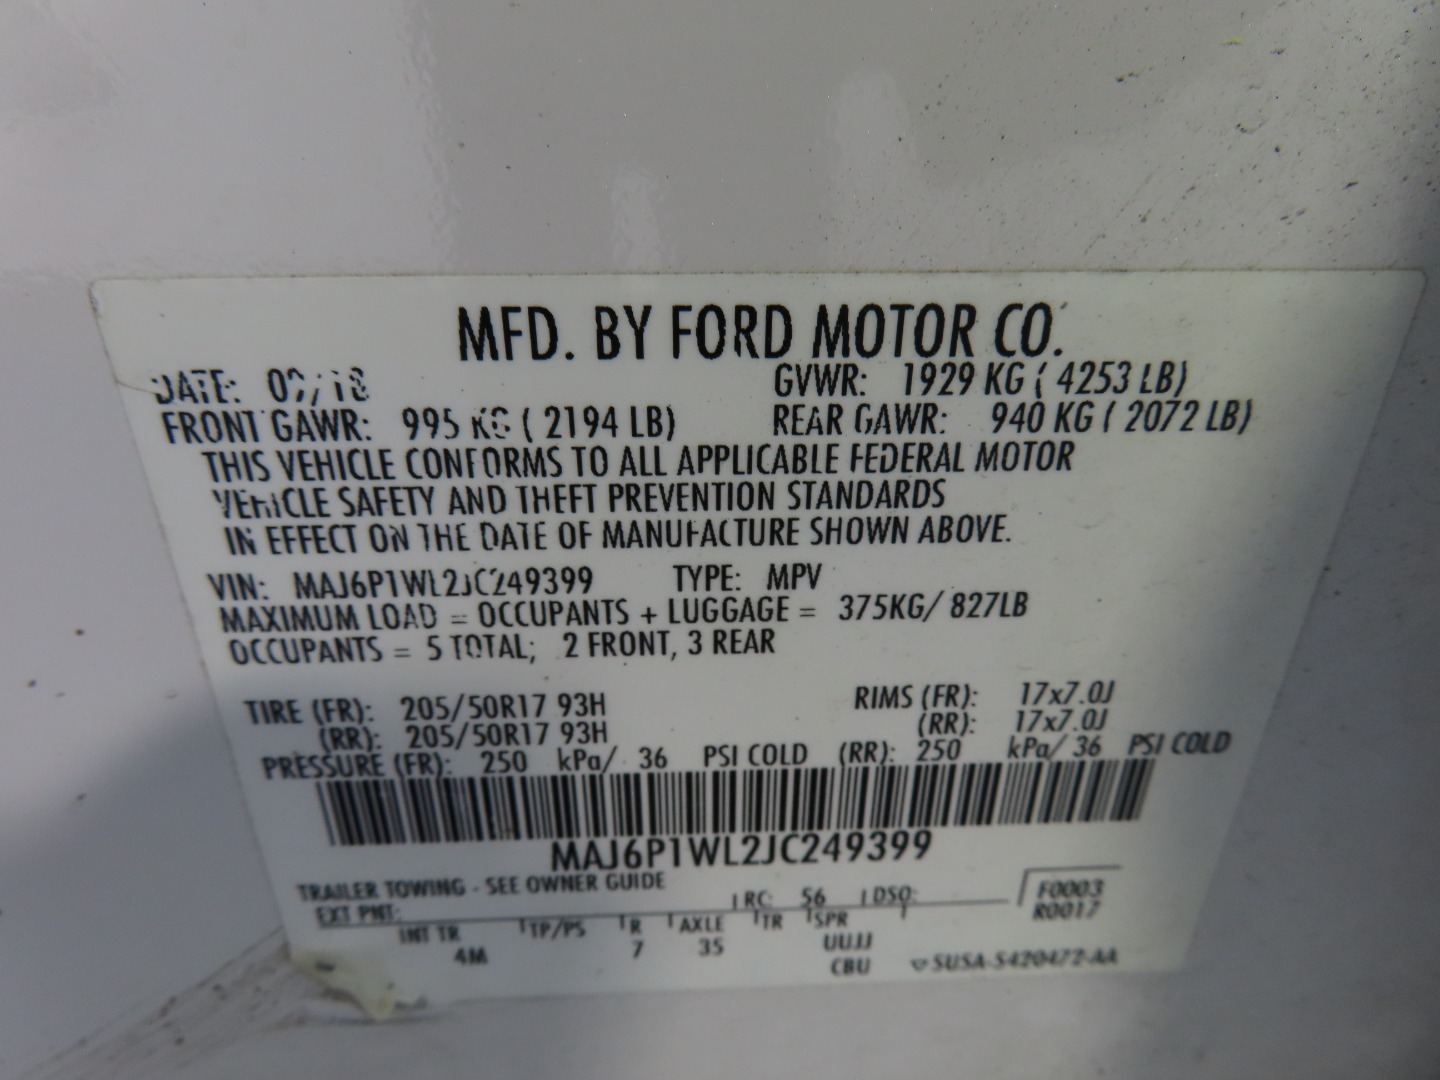 MFD. BY FORD MOTOR CO.
DATE: GVWR: 1929 KG ( 4253 LB)
FRONT GAWR: 995 KG ( 2194 LB) REAR GAWR: 940 KG ( 2072 LB)
THIS VEHICLE CONFORMS TO ALL APPLICABLE FEDERAL MOTOR
VEHICLE SAFETY AND THEFT PREVENTION STANDARDS
IN EFFECT ON THE DATE OF MANUFACTURE SHOWN ABOVE.
VIN: MAJ6P1WL2JC249399 TYPE: MPV
MAXIMUM LOAD = OCCUPANTS + LUGGAGE = 375KG/ 827LB
OCCUPANTS = 5 TOTAL; 2 FRONT, 3 REAR
TIRE (FR): 205/50R17 93H RIMS (FR): 17x7.0J
(RR): 205/50R17 93H (RR): 17x7.0J
PRESSURE (FR): 250 kPa/ 36 PSI COLD (RR): 250 kPa/ 36 PSI COLD
MAJ6P1WL2JC249399
TRAILER TOWING - SEE OWNER GUIDE
EXT PNT: RC: 56 DSO: F0003
R0017
INT TR TP/PS R AXLE TR SPR
4M 7 35 UUJJ
CBU SUSA-S420472-AA